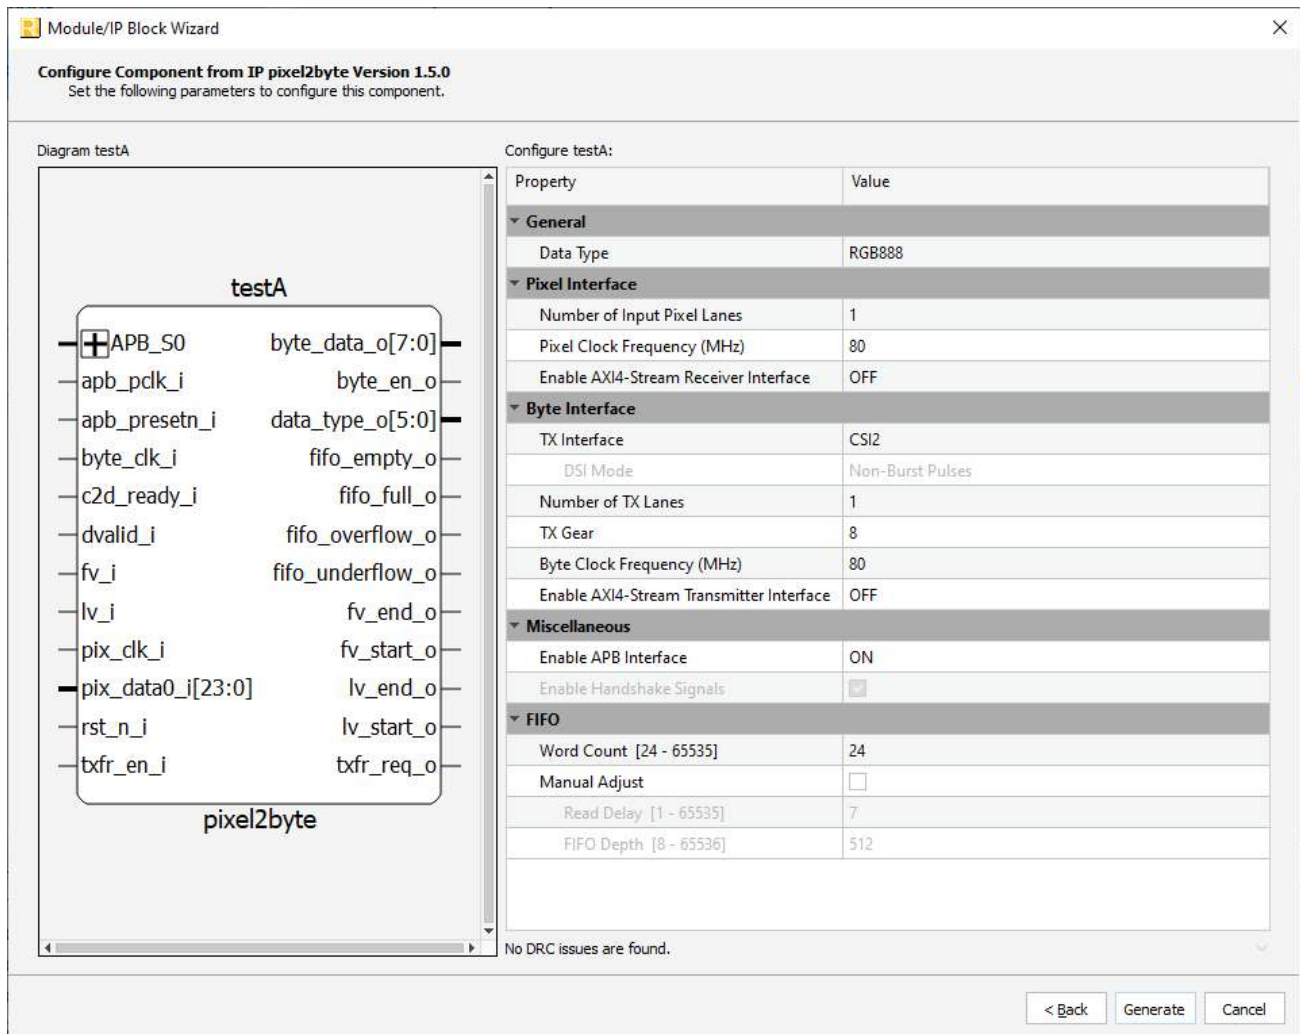 Module/IP Block Wizard
Configure Component from IP pixel2byte Version 1.5.0
Set the following parameters to configure this component.
Diagram testA
testA
APB_S0 byte_data_o[7:0]
apb_pclk_i byte_en_o
apb_presetn_i data_type_o[5:0]
byte_clk_i fifo_empty_o
c2d_ready_i fifo_full_o
dvalid_i fifo_overflow_o
fv_i fifo_underflow_o
lv_i fv_end_o
pix_clk_i fv_start_o
pix_data0_i[23:0] lv_end_o
rst_n_i lv_start_o
txfr_en_i txfr_req_o
pixel2byte
Configure testA:
Property Value
General
Data Type RGB888
Pixel Interface
Number of Input Pixel Lanes 1
Pixel Clock Frequency (MHz) 80
Enable AXI4-Stream Receiver Interface OFF
Byte Interface
TX Interface CSI2
DSI Mode Non-Burst Pulses
Number of TX Lanes 1
TX Gear 8
Byte Clock Frequency (MHz) 80
Enable AXI4-Stream Transmitter Interface OFF
Miscellaneous
Enable APB Interface ON
Enable Handshake Signals
FIFO
Word Count [24 - 65535] 24
Manual Adjust
Read Delay [1 - 65535] 7
FIFO Depth [8 - 65536] 512
No DRC issues are found.
< Back Generate Cancel